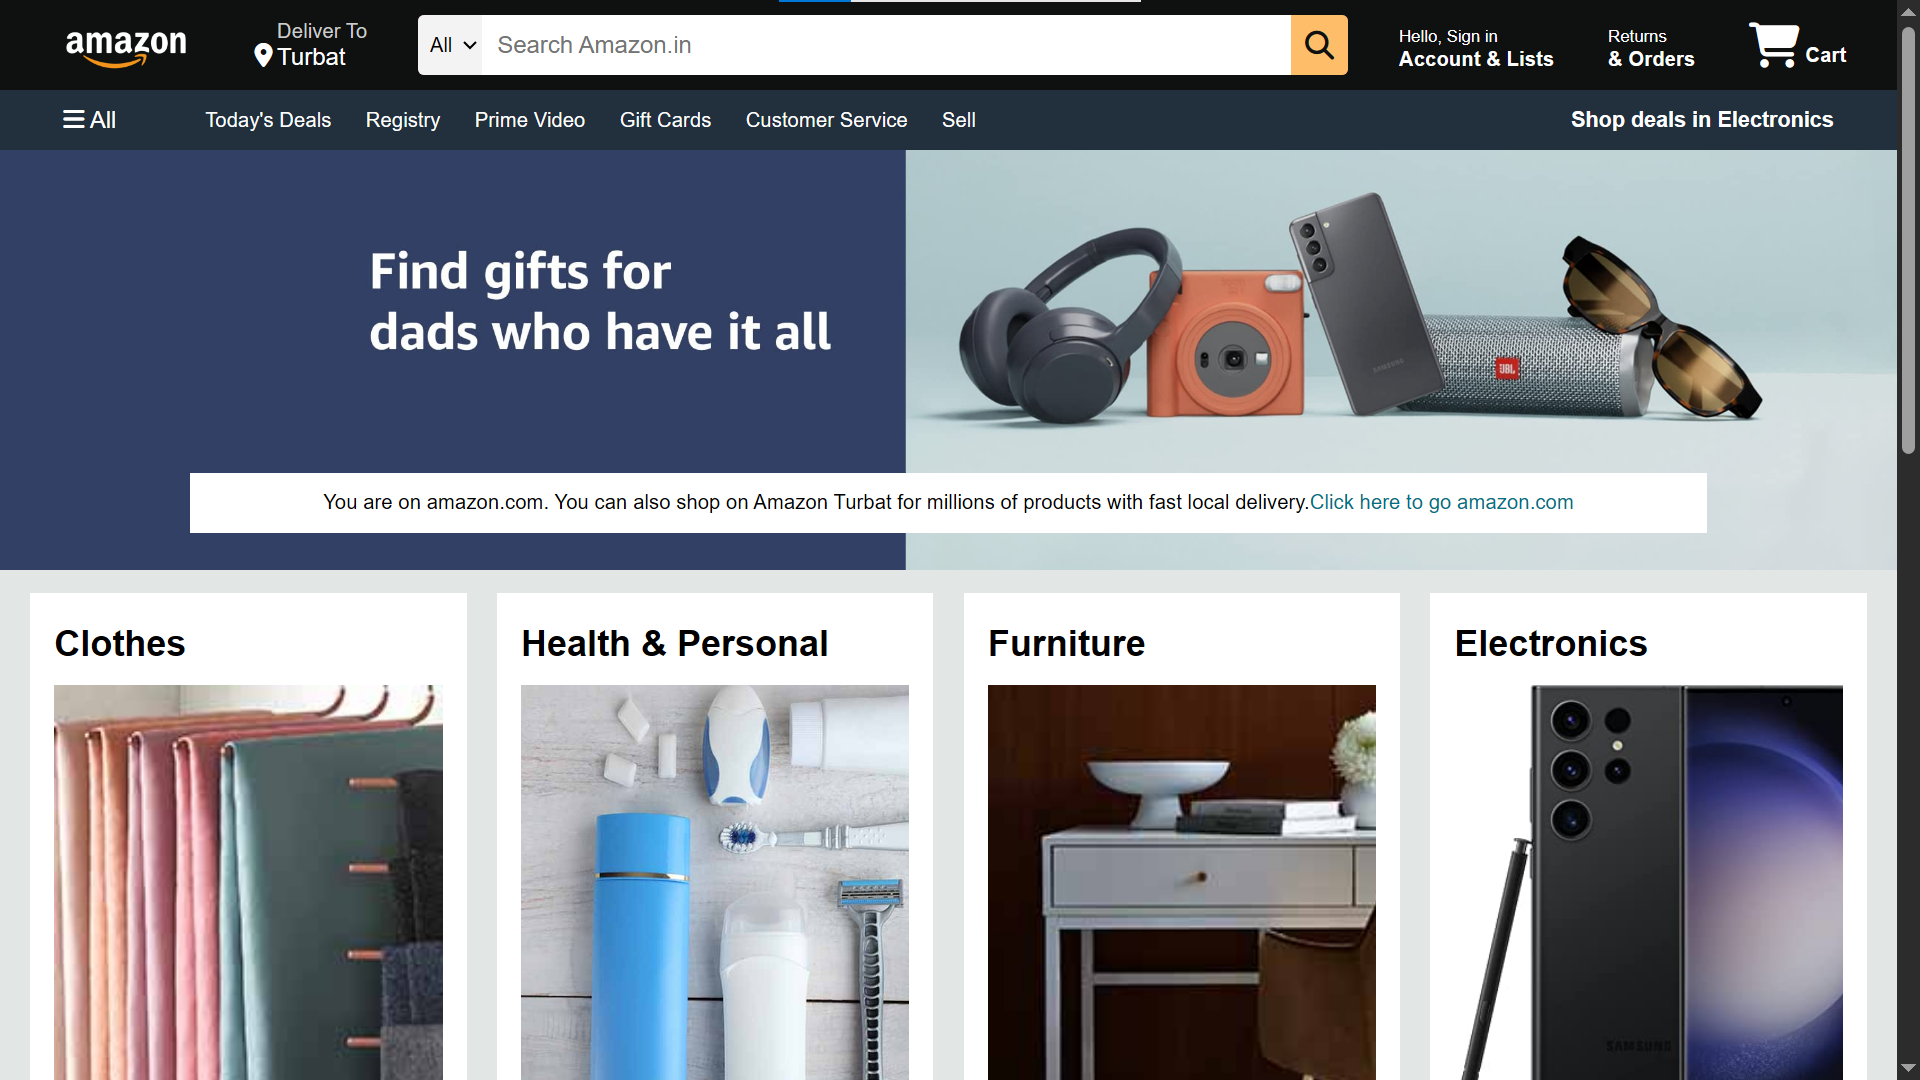 amazon
Deliver To
Turbat
All
Search Amazon.in
Hello, Sign in
Account & Lists
Returns
& Orders
Cart
All
Today's Deals
Registry
Prime Video
Gift Cards
Customer Service
Sell
Shop deals in Electronics
Find gifts for
dads who have it all
SAMSUNG
JBL
You are on amazon.com. You can also shop on Amazon Turbat for millions of products with fast local delivery.Click here to go amazon.com
Clothes
Health & Personal
Furniture
Electronics
SAMSUNG